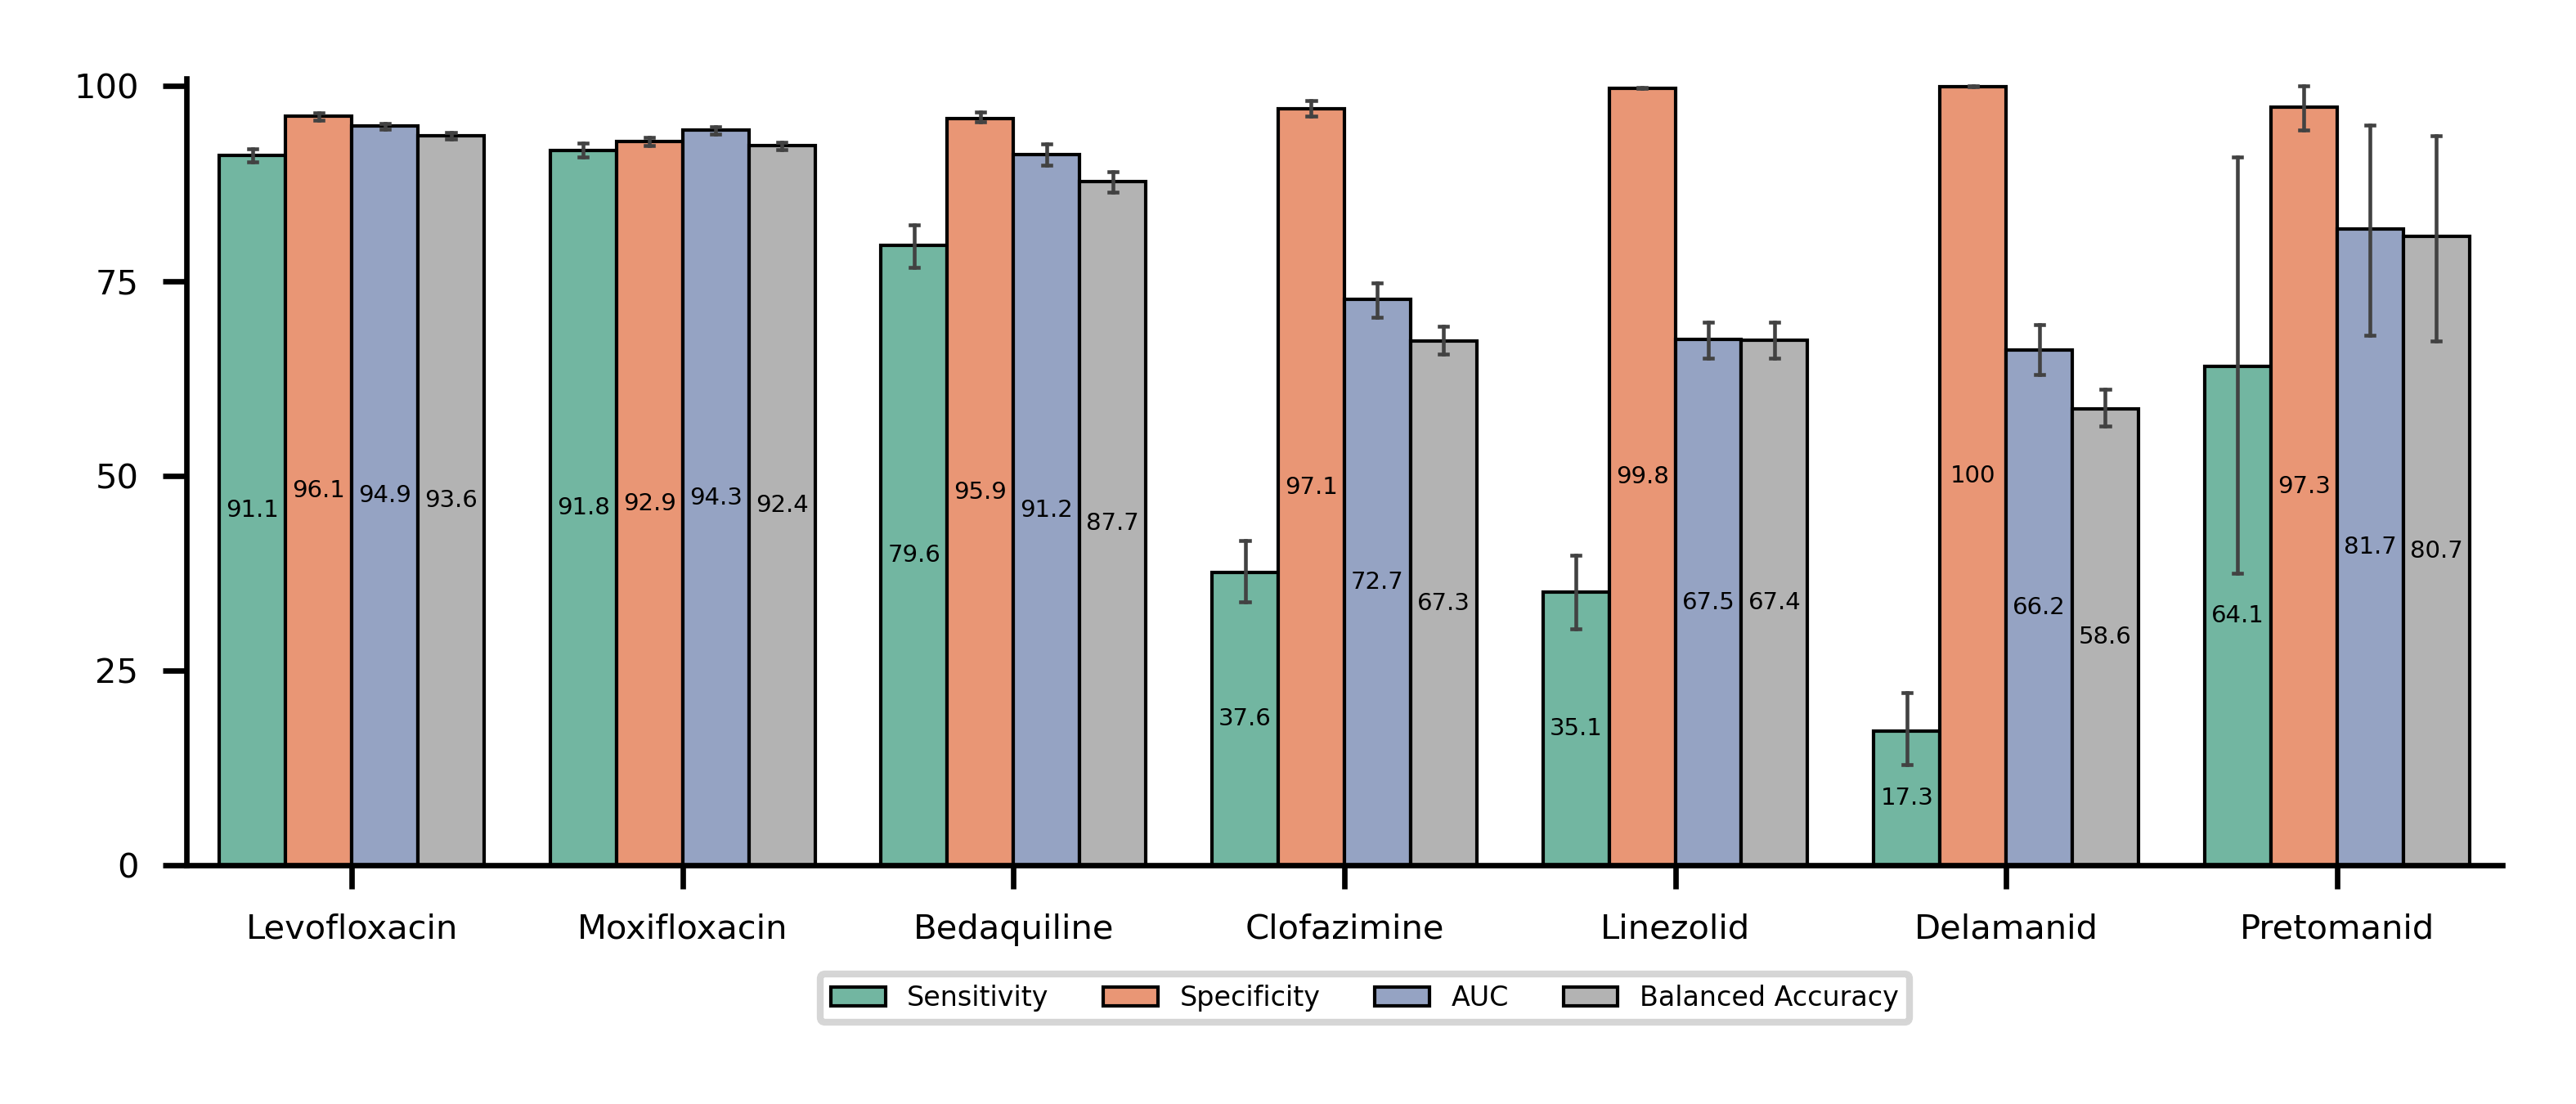 100
75
50
25
0
91.1 96.1 94.9 93.6 91.8 92.9 94.3 92.4 79.6 95.9 91.2 87.7 37.6 97.1 72.7 67.3 35.1 99.8 67.5 67.4 17.3 100 66.2 58.6 64.1 97.3 81.7 80.7
Levofloxacin Moxifloxacin Bedaquiline Clofazimine Linezolid Delamanid Pretomanid
Sensitivity Specificity AUC Balanced Accuracy